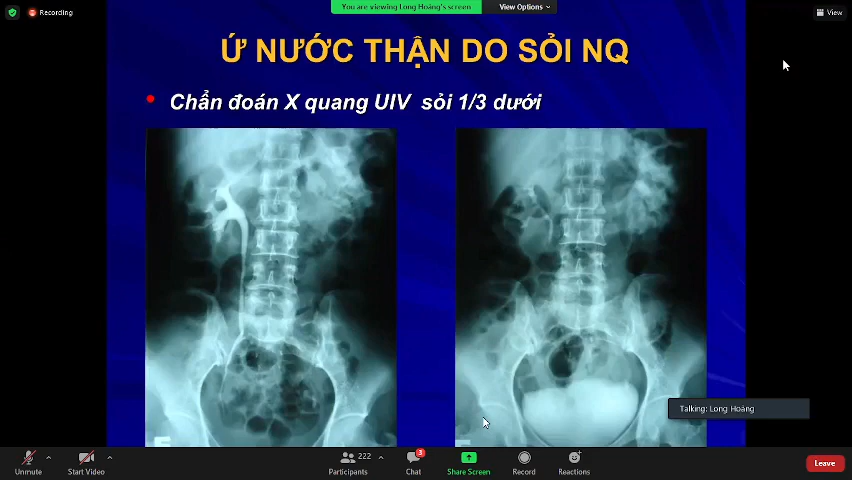 You are viewing Long Hoàng's screen
View Options
Recording
View
Ứ NƯỚC THẬN DO SỎI NQ
Chẩn đoán X quang UIV sỏi 1/3 dưới
Talking: Long Hoàng
222
3
Unmute
Start Video
Participants
Chat
Share Screen
Record
Reactions
Leave